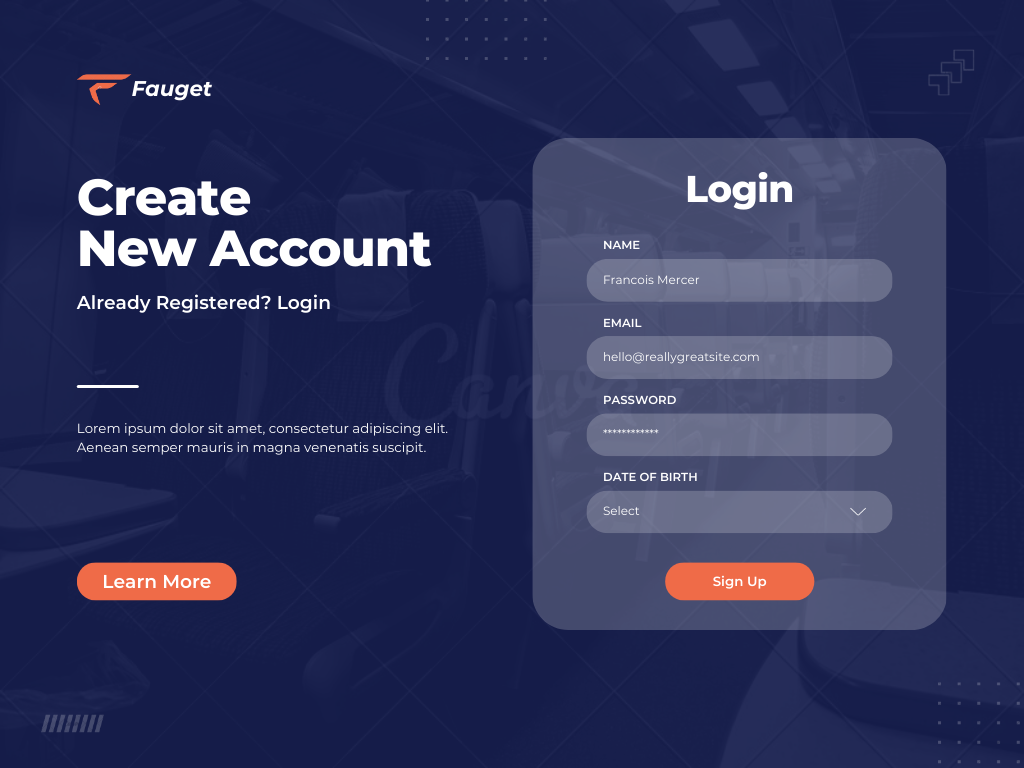 Fauget
Create
New Account
Already Registered? Login
Lorem ipsum dolor sit amet, consectetur adipiscing elit.
Aenean semper mauris in magna venenatis suscipit.
Learn More
Login
NAME
Francois Mercer
EMAIL
hello@reallygreatsite.com
PASSWORD
************
DATE OF BIRTH
Select
Sign Up
Canva